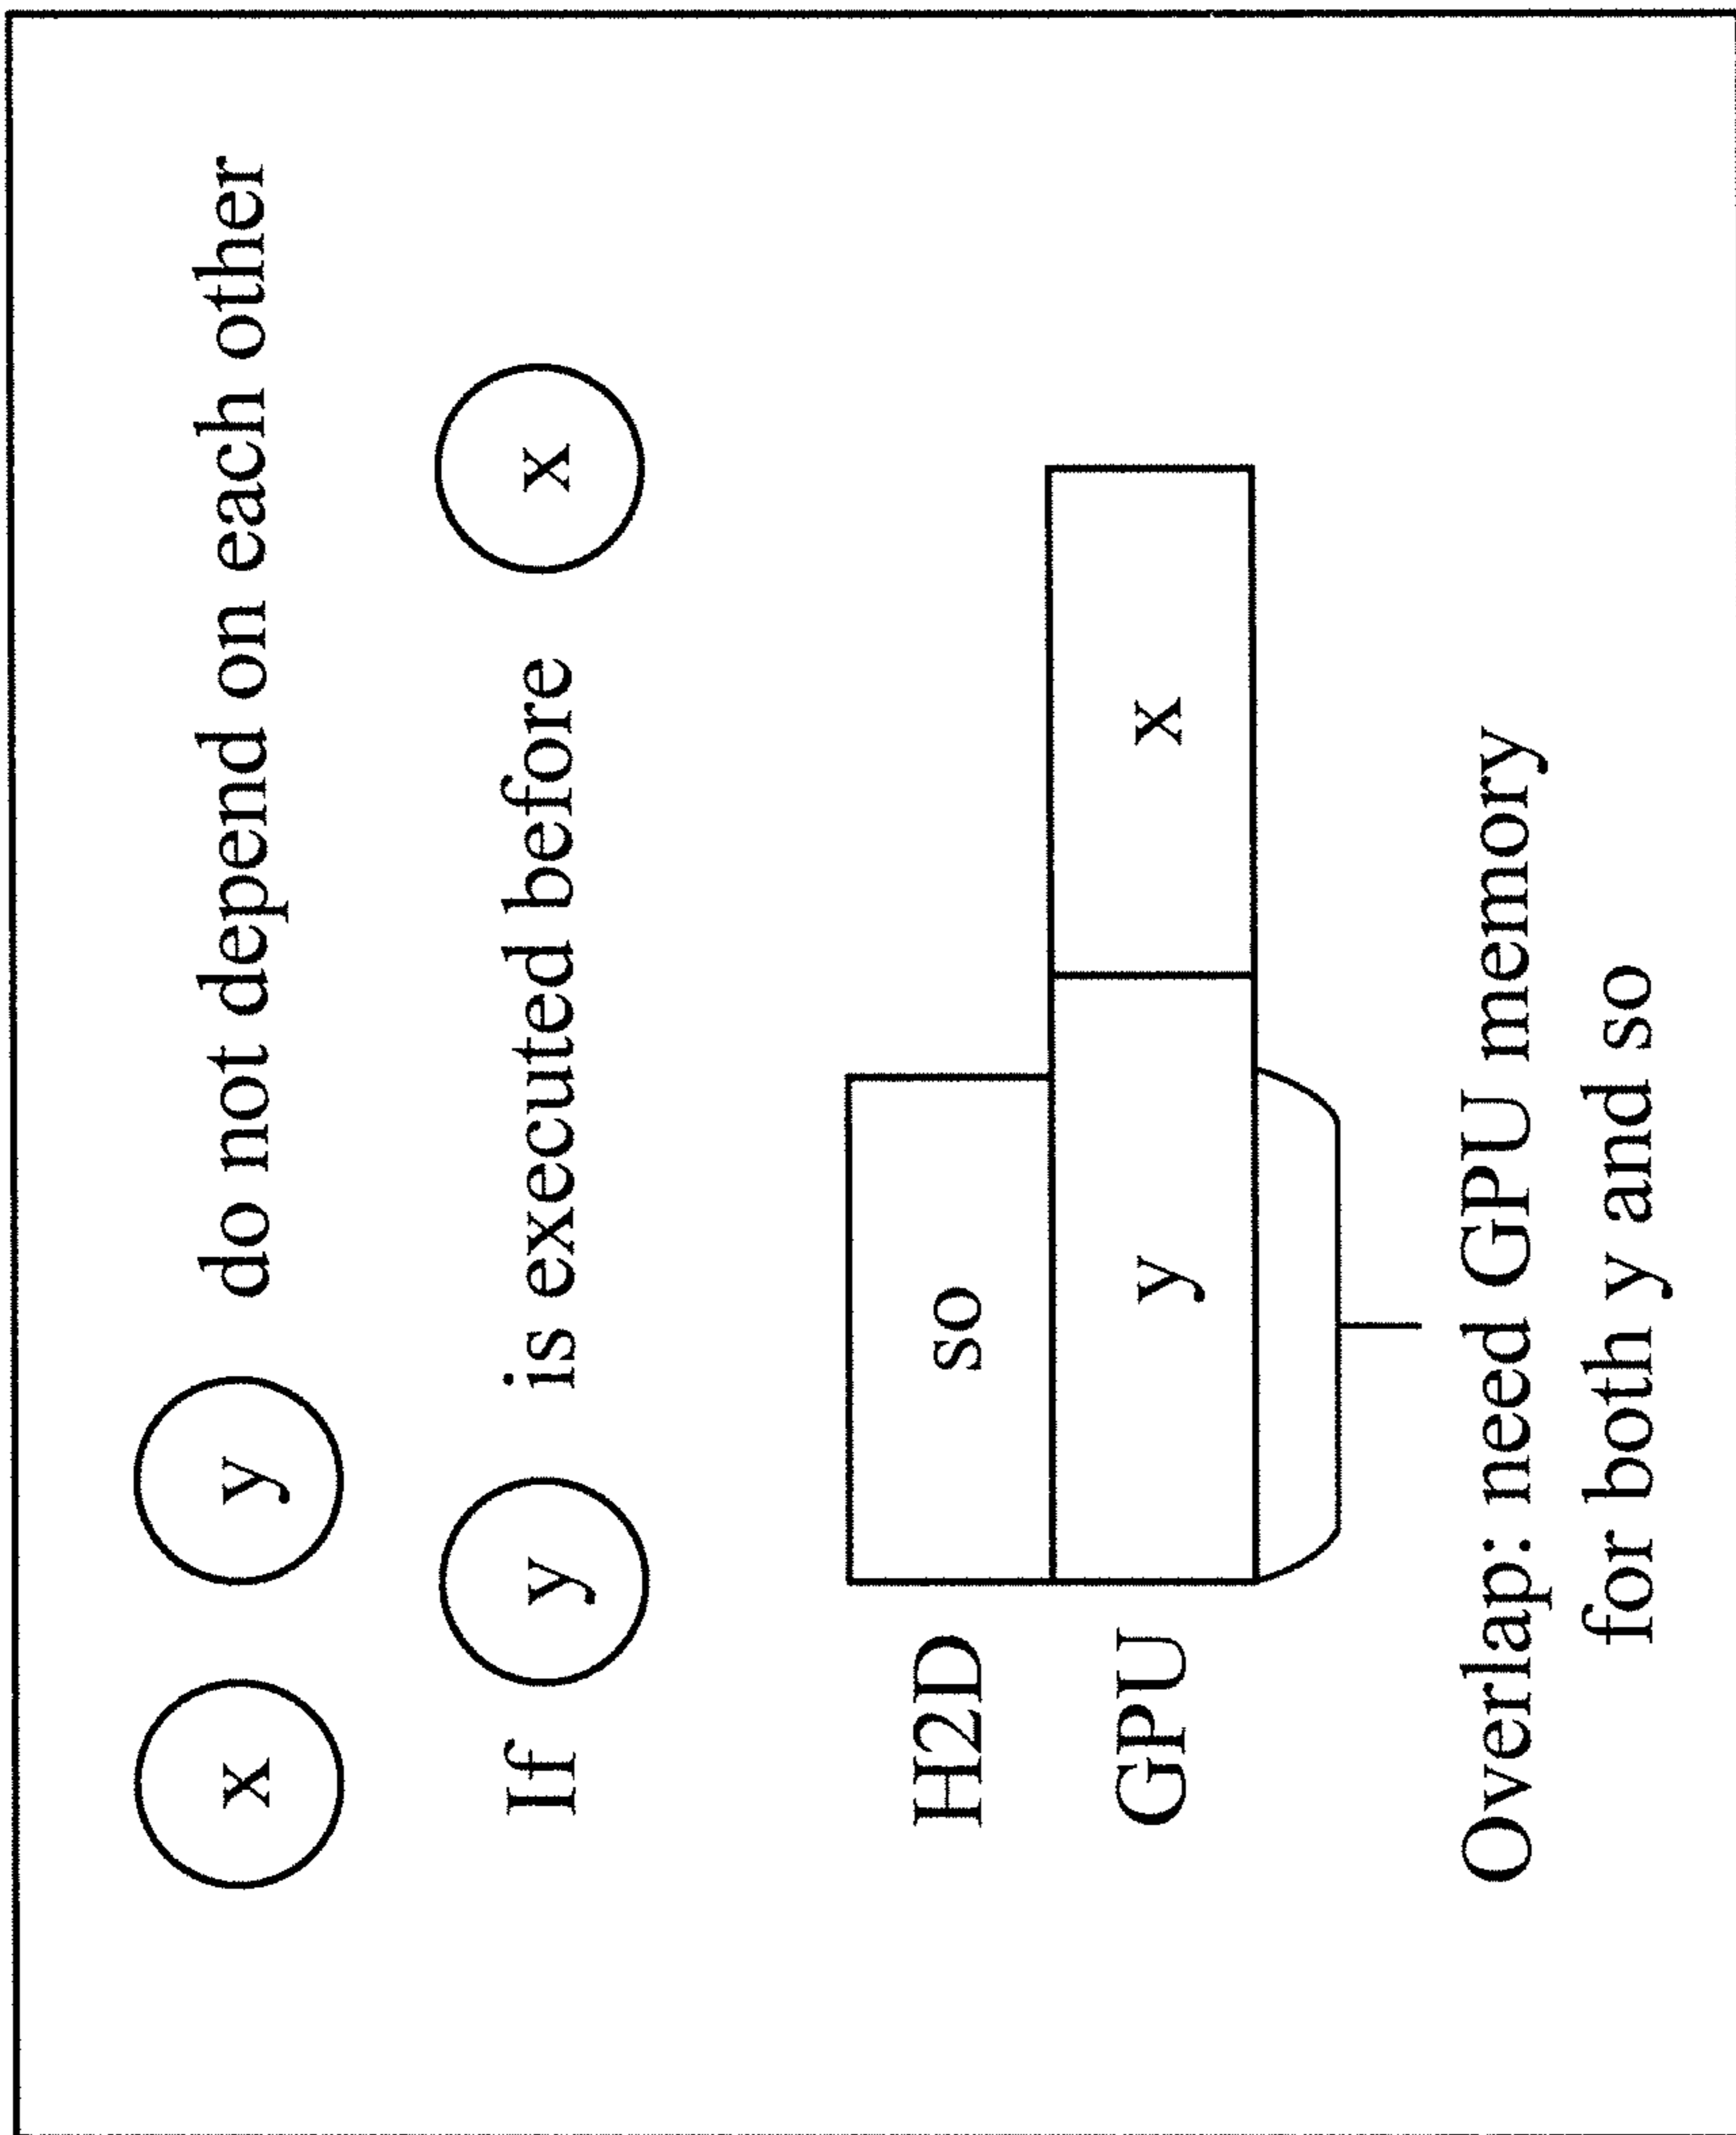 x y do not depend on each other
If y is executed before x
H2D so
GPU y x
Overlap: need GPU memory
for both y and so